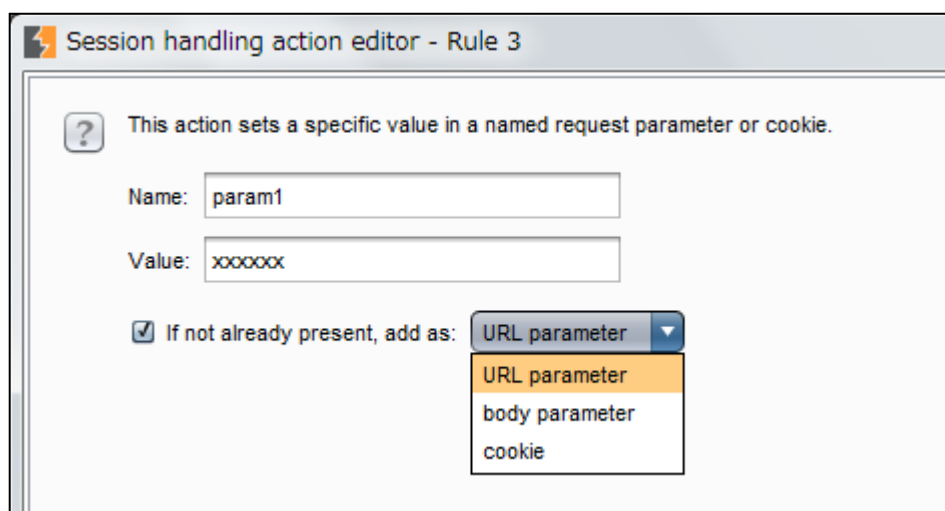 Session handling action editor - Rule 3
?
This action sets a specific value in a named request parameter or cookie.
Name: param1
Value: xxxxxx
If not already present, add as: URL parameter
URL parameter
body parameter
cookie